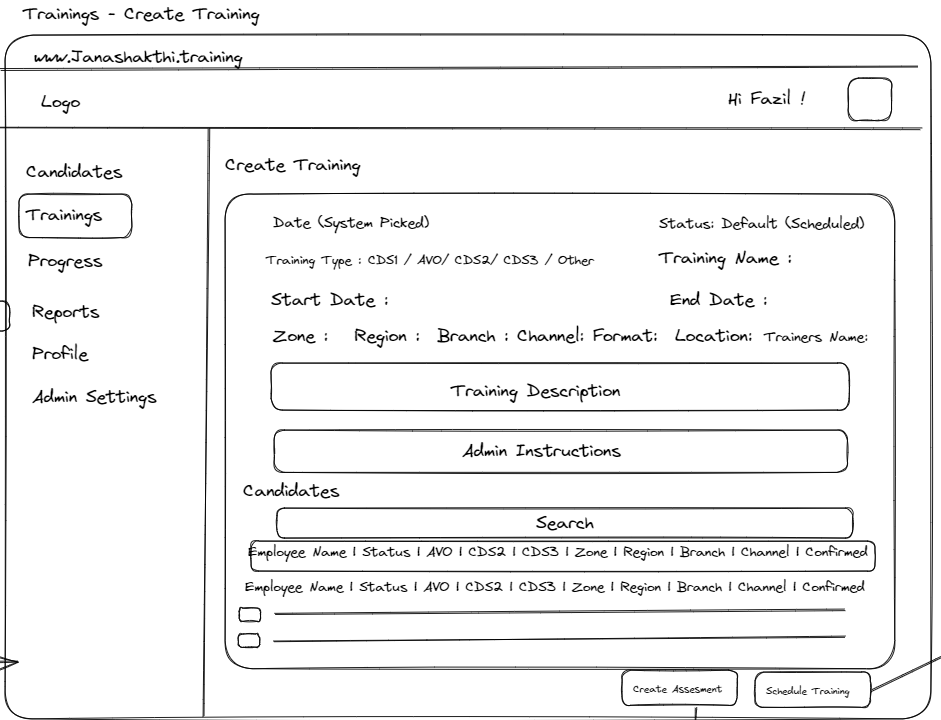 Trainings - Create Training
www.Janashakthi.training
Logo
Hi Fazil !
Candidates
Trainings
Progress
Reports
Profile
Admin Settings
Create Training
Date (System Picked)
Status: Default (Scheduled)
Training Type : CDS1 / AVO/ CDS2/ CDS3 / Other
Training Name :
Start Date :
End Date :
Zone : Region : Branch : Channel: Format: Location: Trainers Name:
Training Description
Admin Instructions
Candidates
Search
Employee Name | Status | AVO | CDS2 | CDS3 | Zone | Region | Branch | Channel | Confirmed
Employee Name | Status | AVO | CDS2 | CDS3 | Zone | Region | Branch | Channel | Confirmed
Create Assesment
Schedule Training